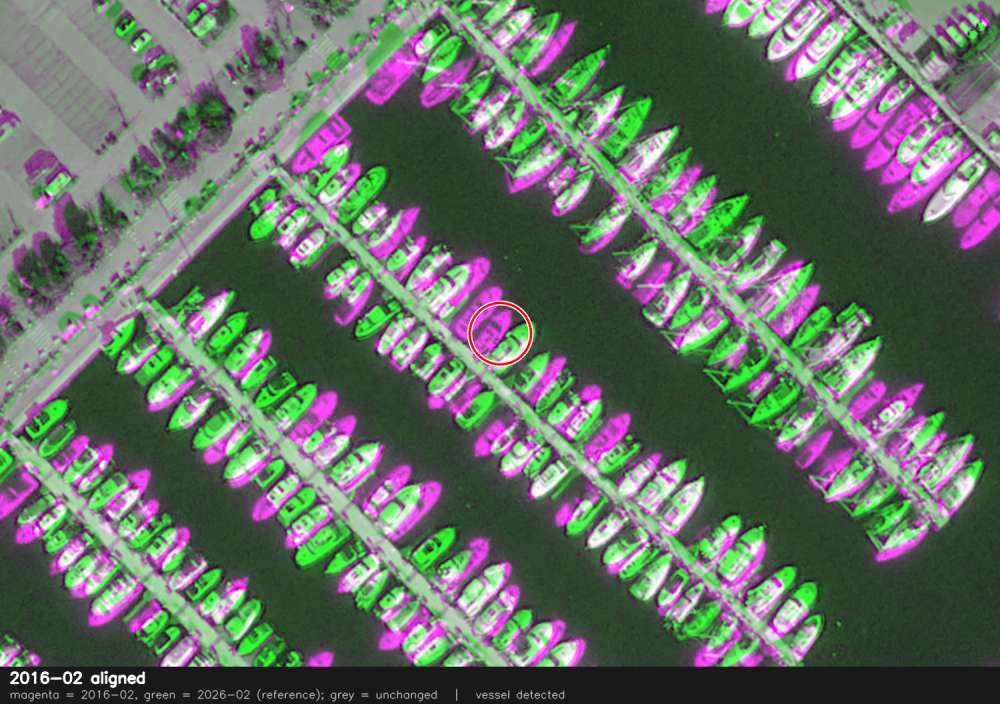 2016-02 aligned
magenta = 2016-02, green = 2026-02 (reference); grey = unchanged | vessel detected